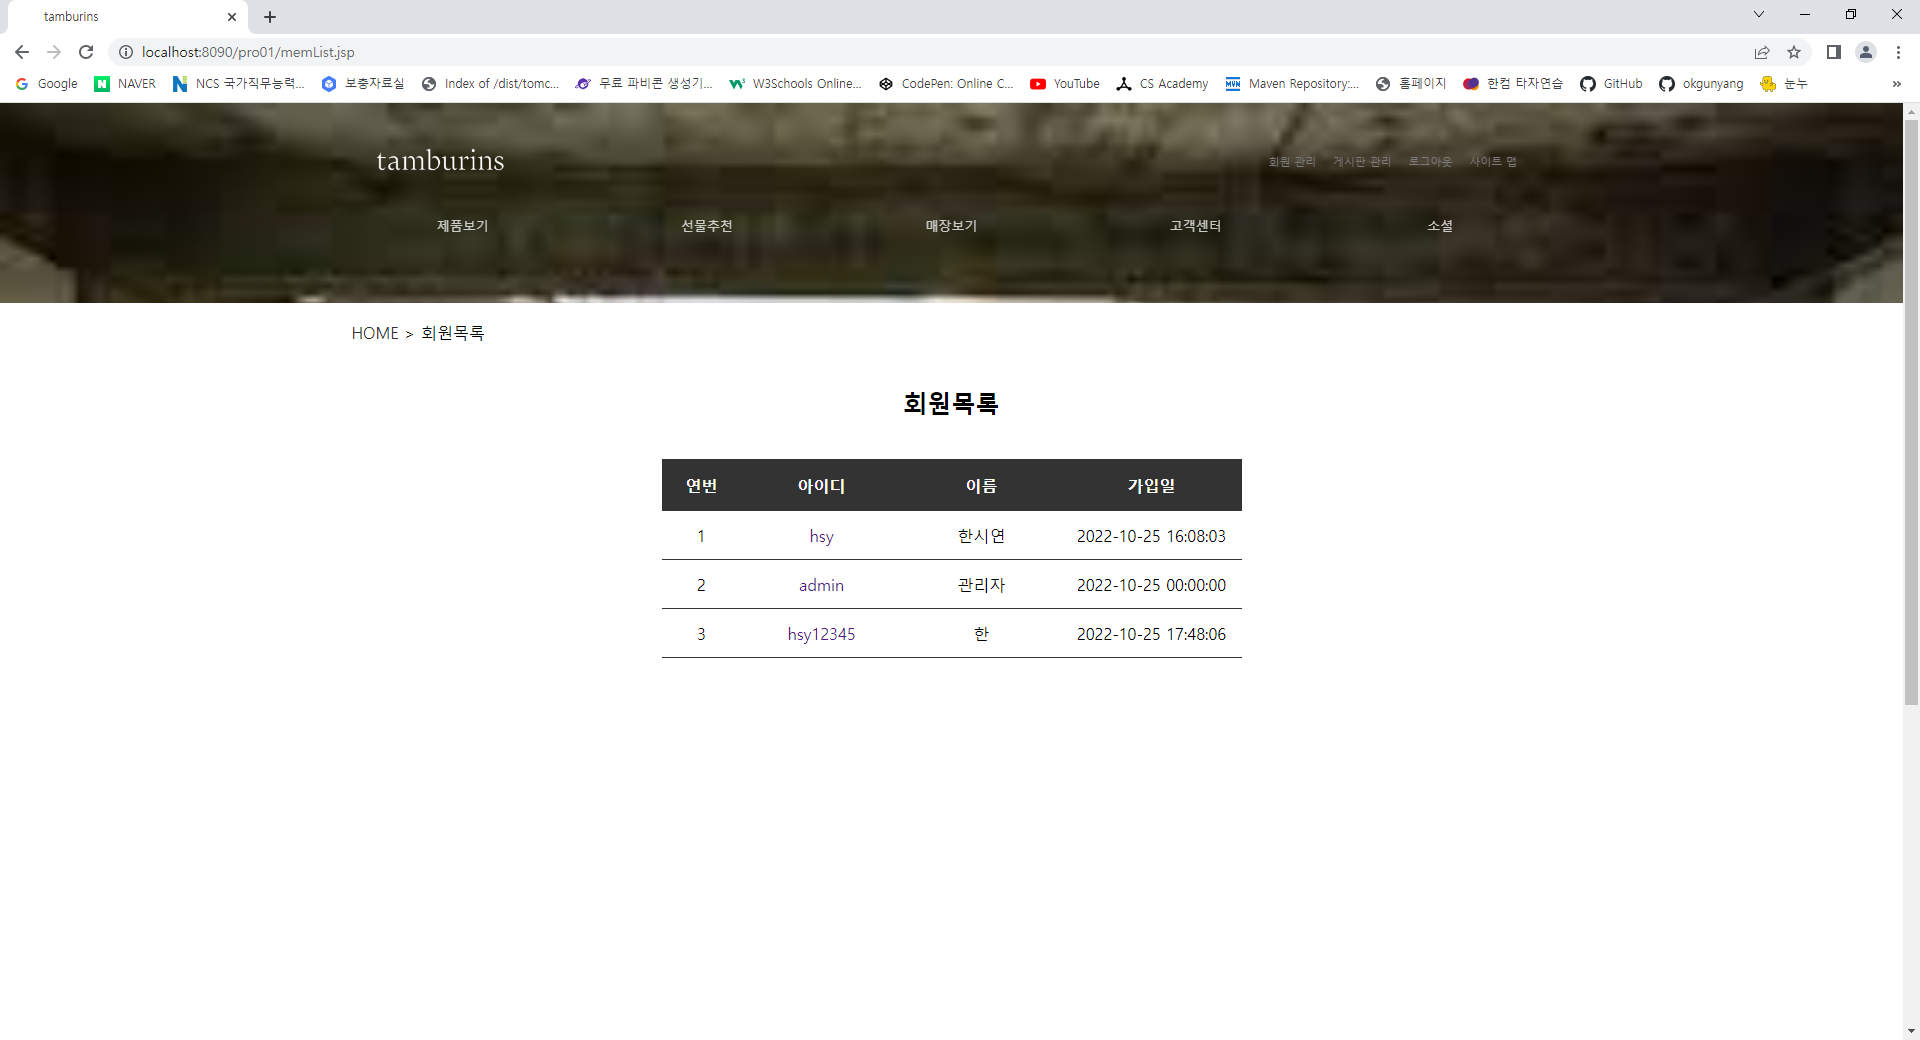 tamburins
localhost:8090/pro01/memList.jsp
Google NAVER NCS 국가직무능력... 보충자료실 Index of /dist/tomc... 무료 파비콘 생성기... W3Schools Online... CodePen: Online C... YouTube CS Academy Maven Repository:... 홈페이지 한컴 타자연습 GitHub okgunyang 눈누 »
tamburins
회원 관리 게시판 관리 로그아웃 사이트 맵
제품보기 선물추천 매장보기 고객센터 소셜
HOME > 회원목록
회원목록
연번 아이디 이름 가입일
1 hsy 한시연 2022-10-25 16:08:03
2 admin 관리자 2022-10-25 00:00:00
3 hsy12345 한 2022-10-25 17:48:06